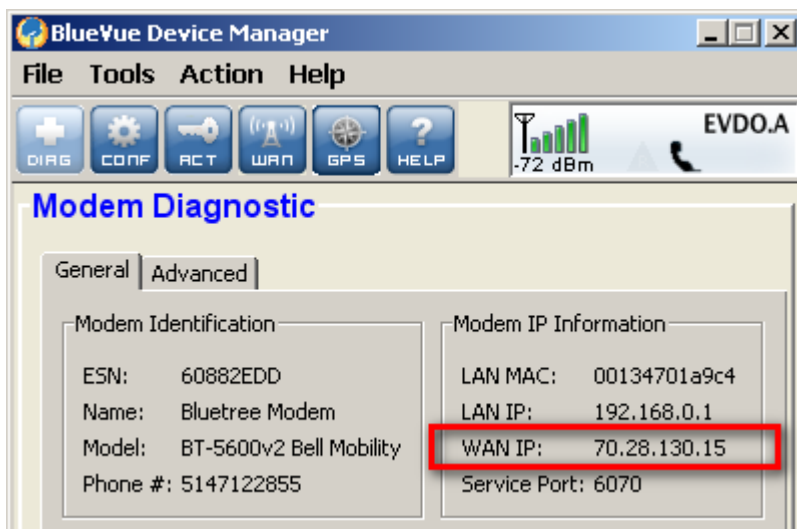 BlueVue Device Manager
File Tools Action Help
DIAG CONF ACT WAN GPS HELP
-72 dBm
EVDO.A
Modem Diagnostic
General Advanced
Modem Identification
ESN: 60882EDD
Name: Bluetree Modem
Model: BT-5600v2 Bell Mobility
Phone #: 5147122855
Modem IP Information
LAN MAC: 00134701a9c4
LAN IP: 192.168.0.1
WAN IP: 70.28.130.15
Service Port: 6070